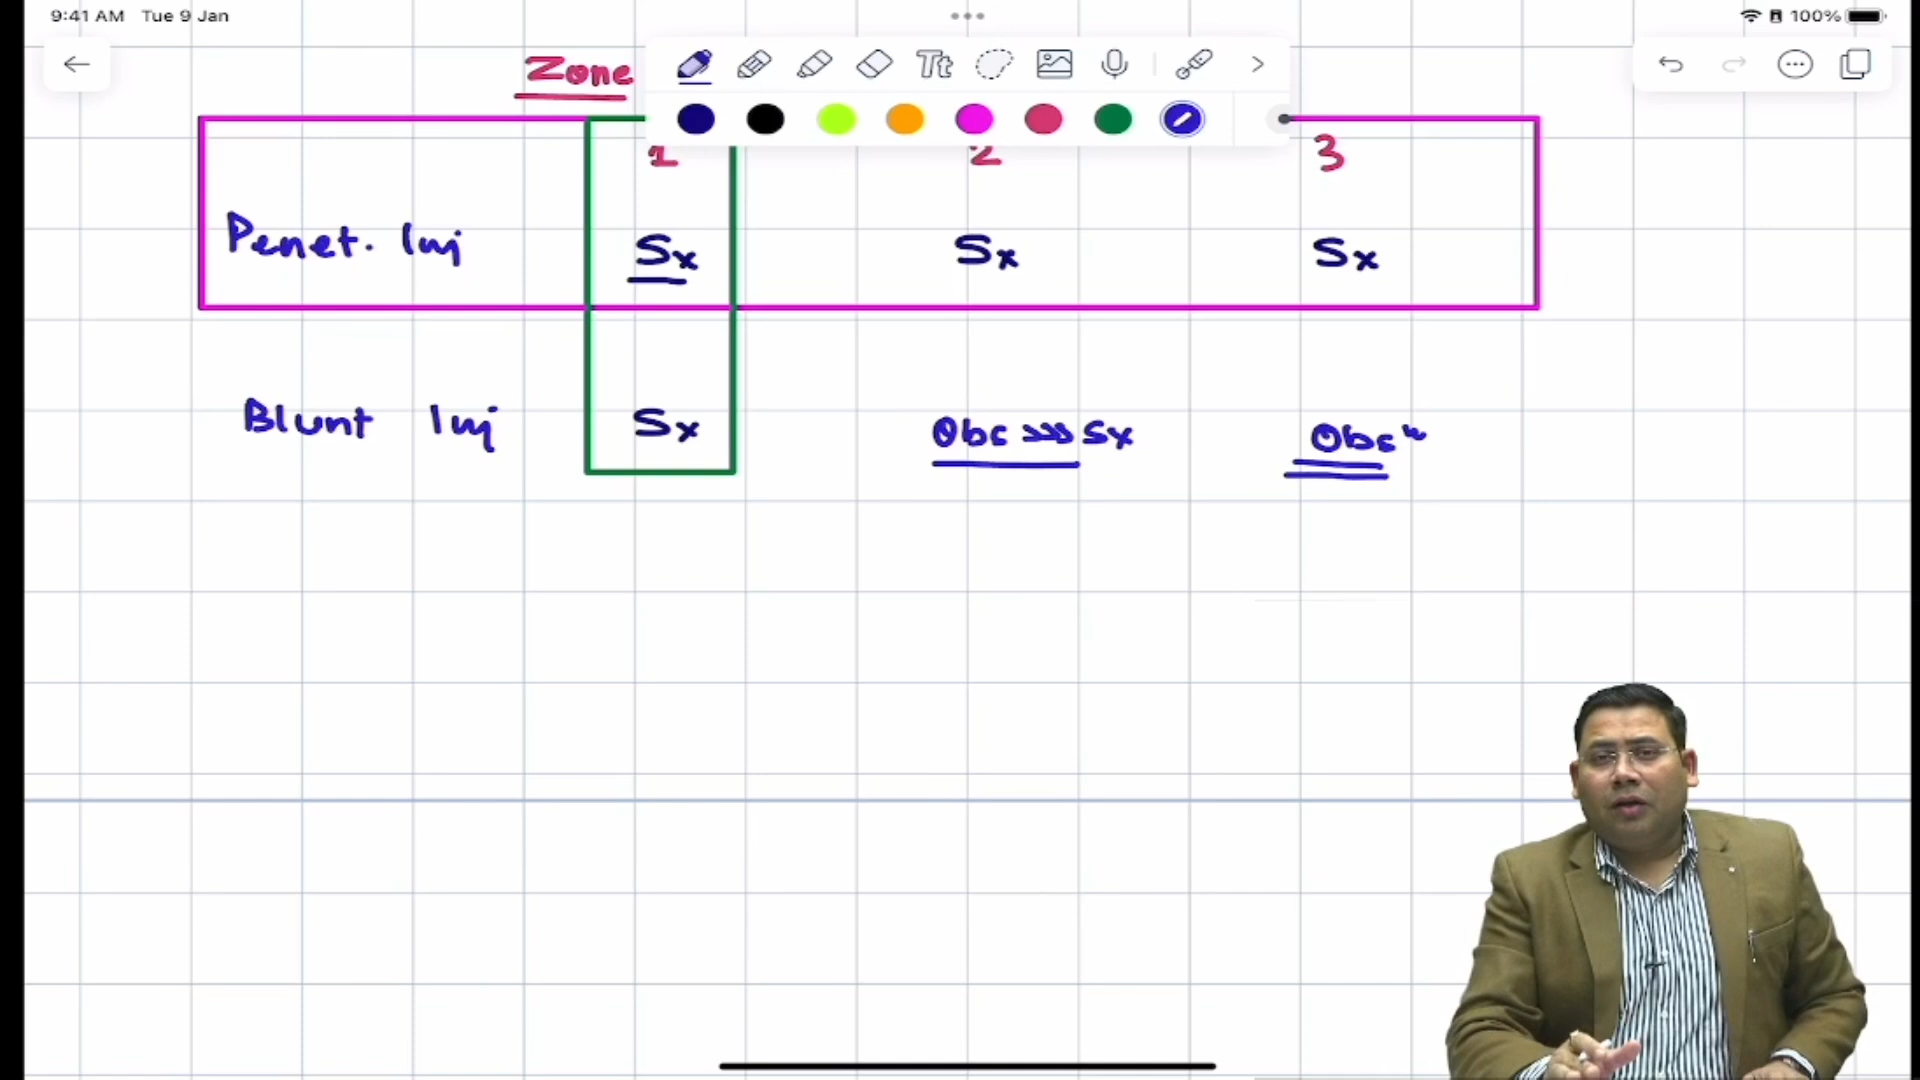 9:41 AM Tue 9 Jan 100%
Zone
Tt
1 2 3
Penet. Inj Sx Sx Sx
Blunt Inj Sx Obs >>> Sx Obsⁿ